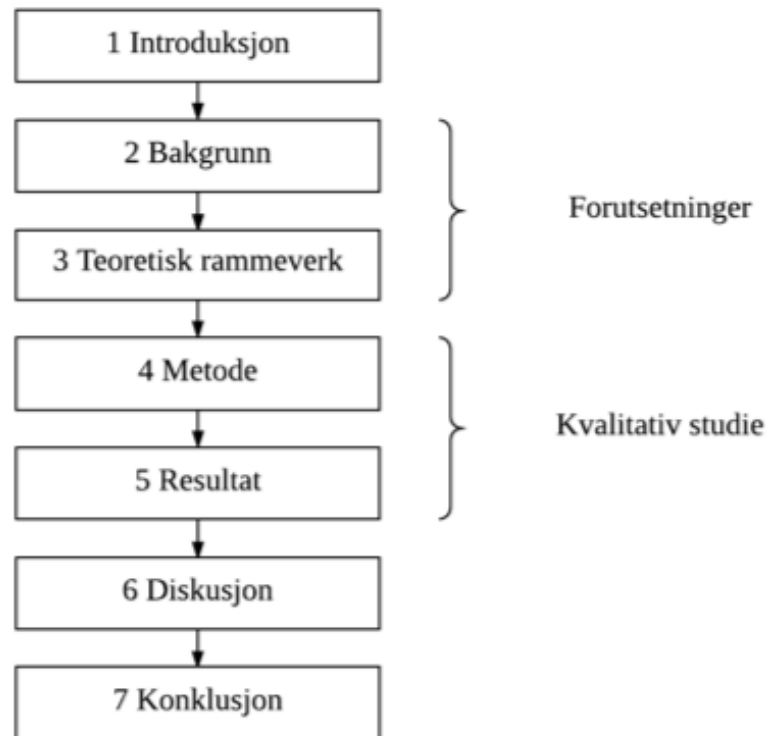 1 Introduksjon
2 Bakgrunn
3 Teoretisk rammeverk
Forutsetninger
4 Metode
5 Resultat
Kvalitativ studie
6 Diskusjon
7 Konklusjon